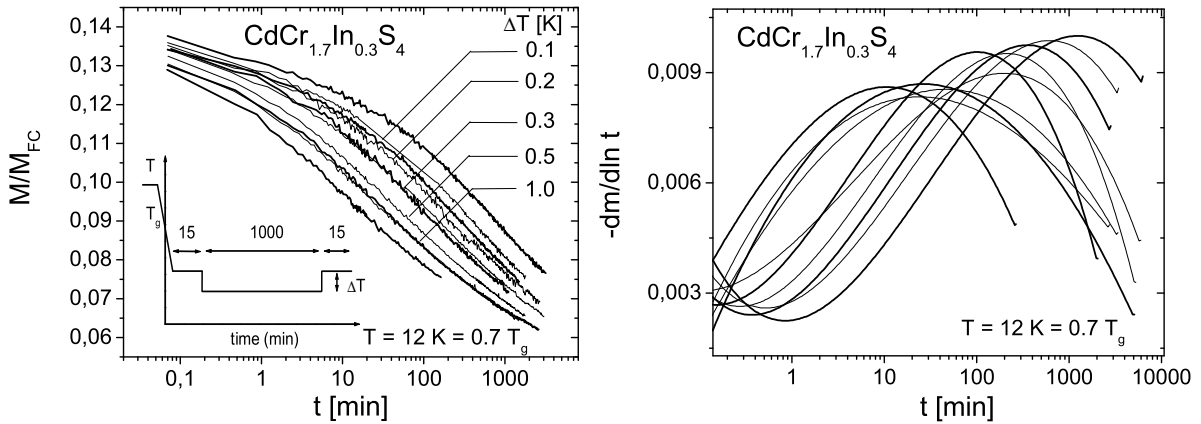 CdCr1.7In0.3S4
ΔT [K]
0.1
0.2
0.3
0.5
1.0
0,14
0,13
0,12
0,11
0,10
0,09
0,08
0,07
0,06
M/MFC
T
Tg
15
1000
15
ΔT
time (min)
T = 12 K = 0.7 Tg
0,1
1
10
100
1000
t [min]
CdCr1.7In0.3S4
0,009
0,006
0,003
-dm/dln t
T = 12 K = 0.7 Tg
1
10
100
1000
10000
t [min]